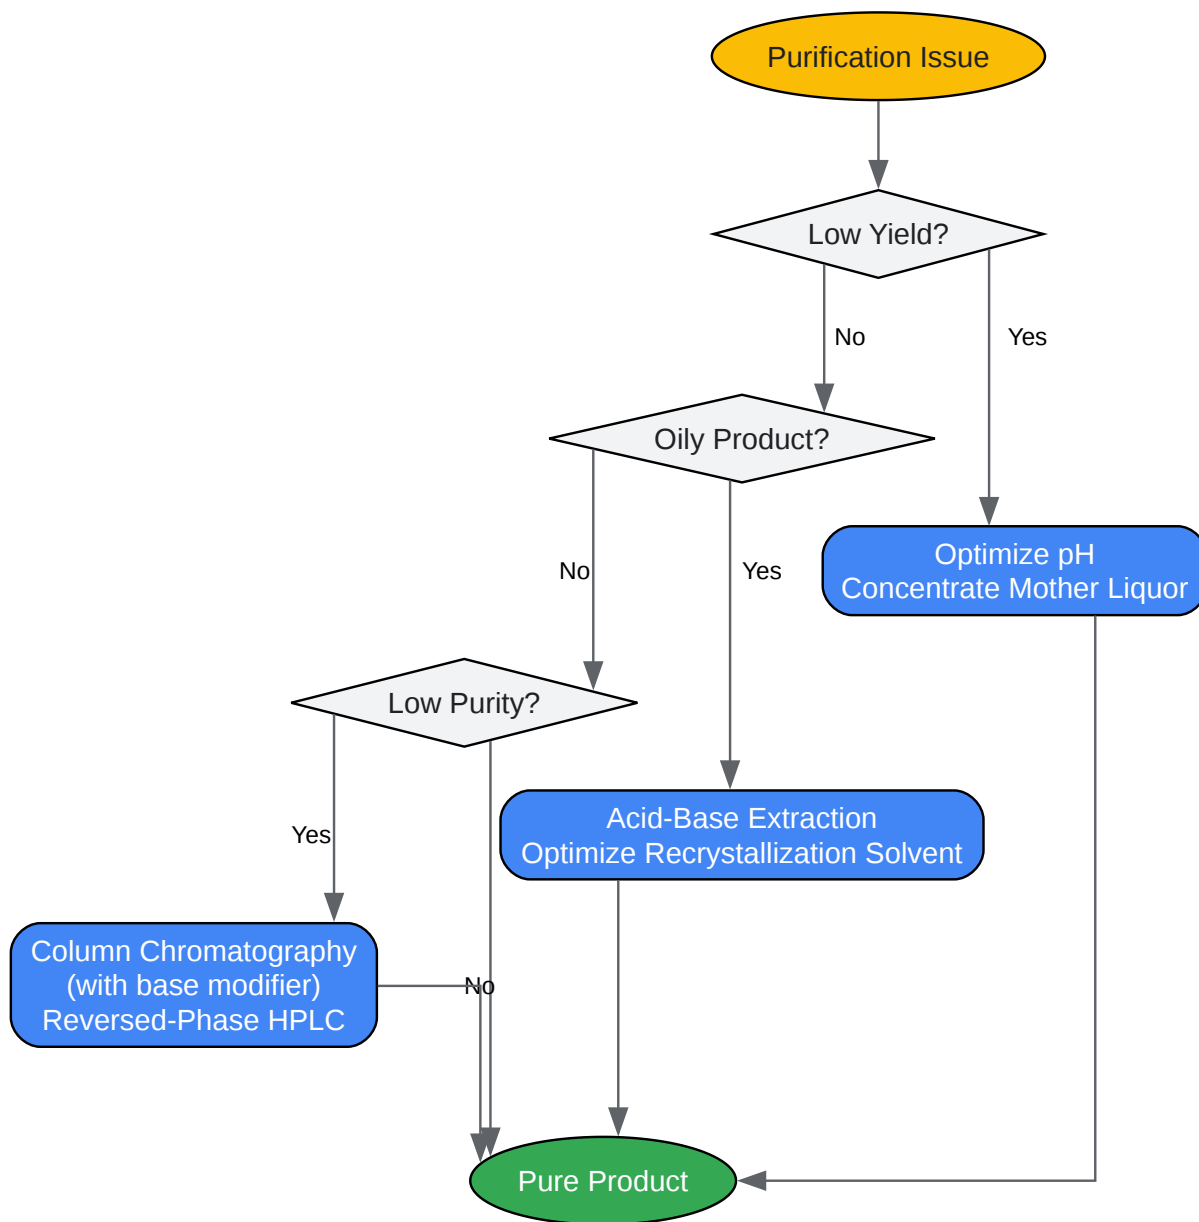 Purification Issue
Low Yield?
No
Yes
Oily Product?
No
Yes
Optimize pH
Concentrate Mother Liquor
Low Purity?
Yes
No
Acid-Base Extraction
Optimize Recrystallization Solvent
Column Chromatography
(with base modifier)
Reversed-Phase HPLC
Pure Product